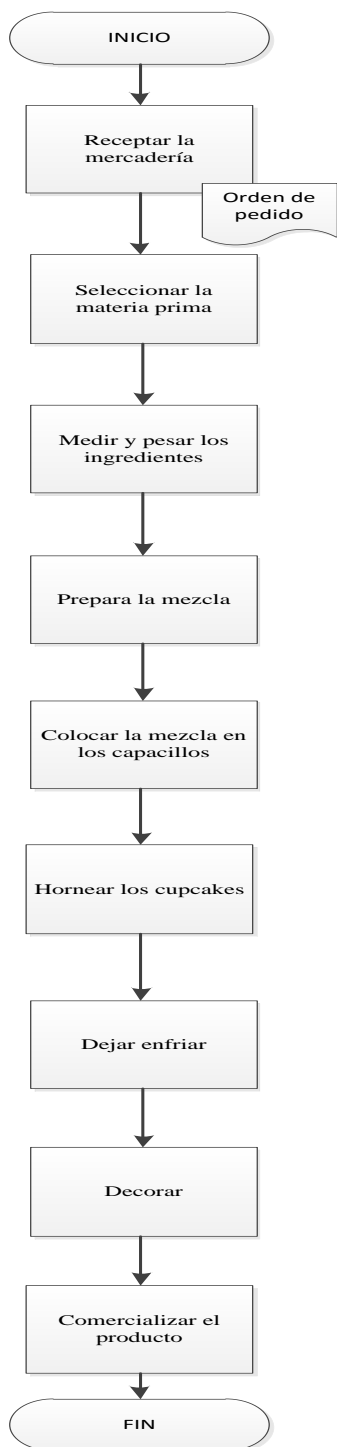 INICIO
Receptar la
mercadería
Orden de
pedido
Seleccionar la
materia prima
Medir y pesar los
ingredientes
Prepara la mezcla
Colocar la mezcla en
los capacillos
Hornear los cupcakes
Dejar enfriar
Decorar
Comercializar el
producto
FIN